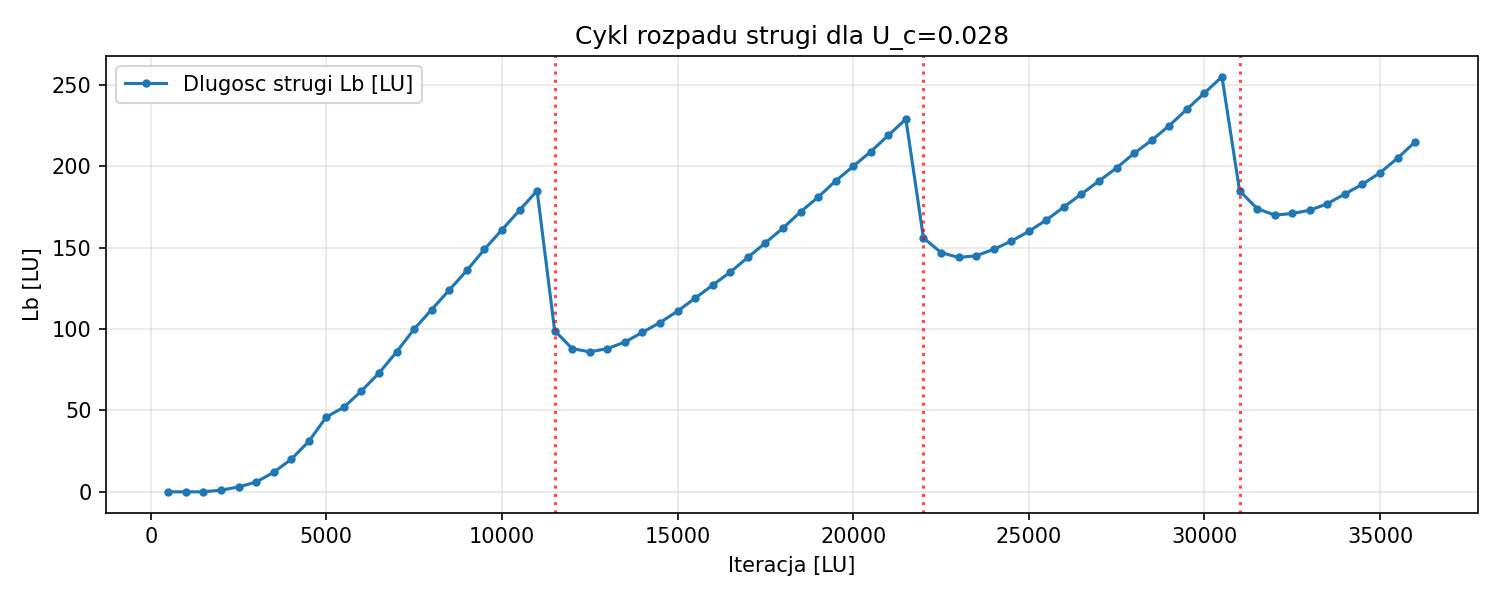 Cykl rozpadu strugi dla U_c=0.028
Dlugosc strugi Lb [LU]
Lb [LU]
250
200
150
100
50
0
0 5000 10000 15000 20000 25000 30000 35000
Iteracja [LU]